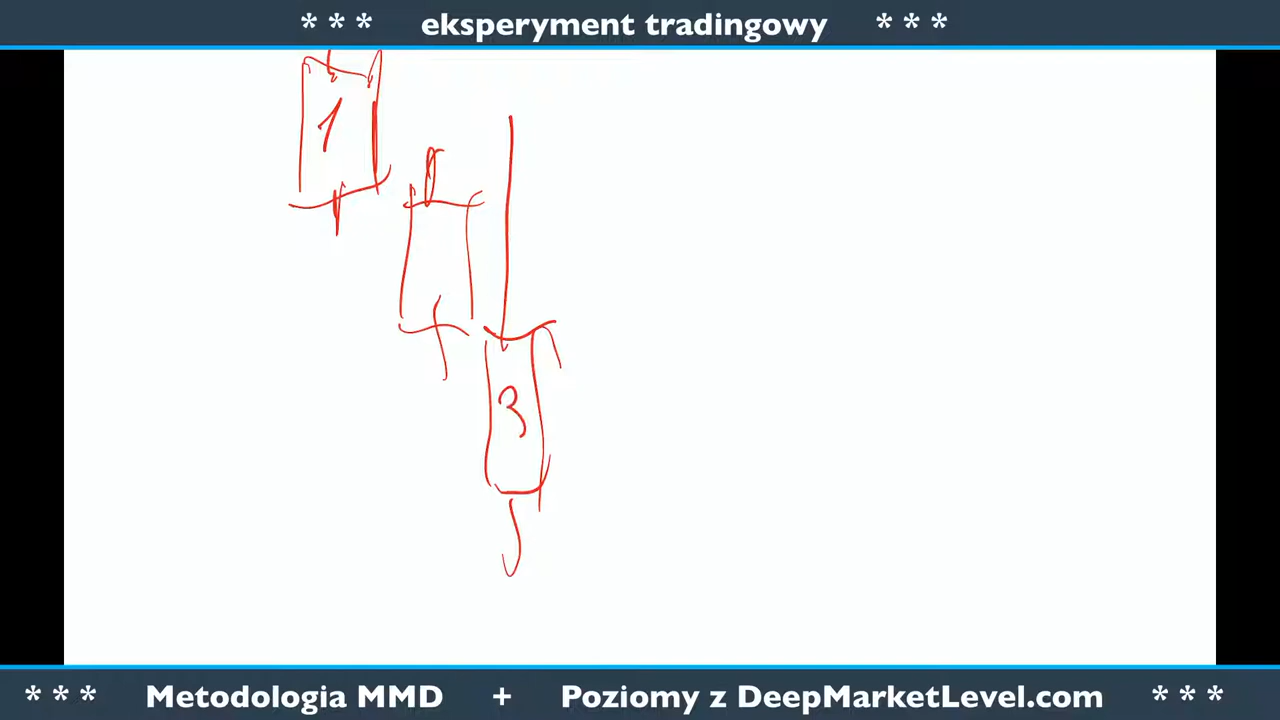 * * * eksperyment tradingowy * * *
1
3
* * * Metodologia MMD + Poziomy z DeepMarketLevel.com * * *